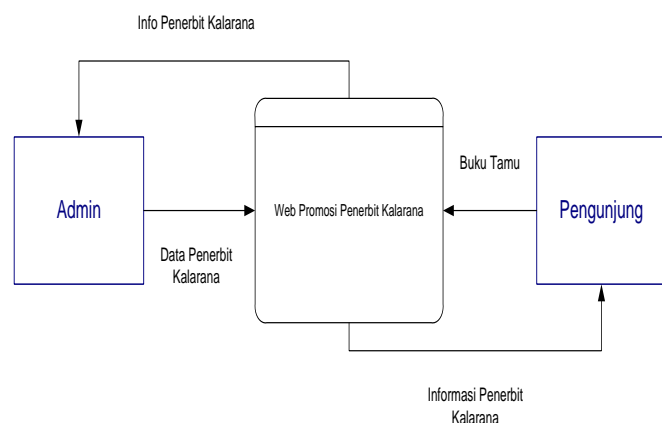 Info Penerbit Kalarana
Admin
Web Promosi Penerbit Kalarana
Buku Tamu
Pengunjung
Data Penerbit
Kalarana
Informasi Penerbit
Kalarana